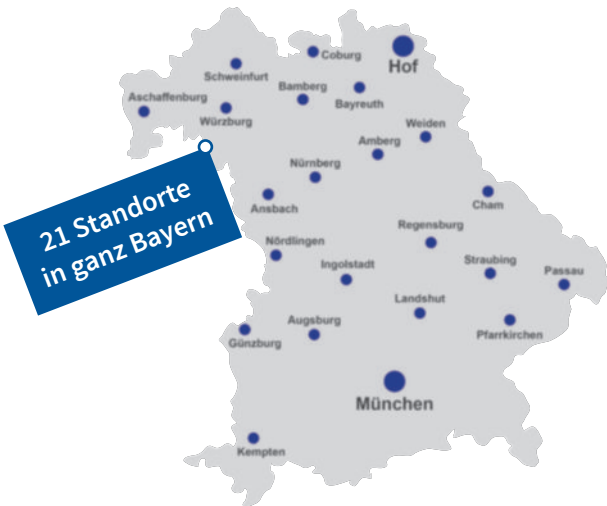 Coburg
Hof
Schweinfurt
Bamberg
Aschaffenburg
Bayreuth
Würzburg
Weiden
Amberg
Nürnberg
21 Standorte
in ganz Bayern
Ansbach
Cham
Regensburg
Nördlingen
Straubing
Ingolstadt
Passau
Landshut
Augsburg
Günzburg
Pfarrkirchen
München
Kempten